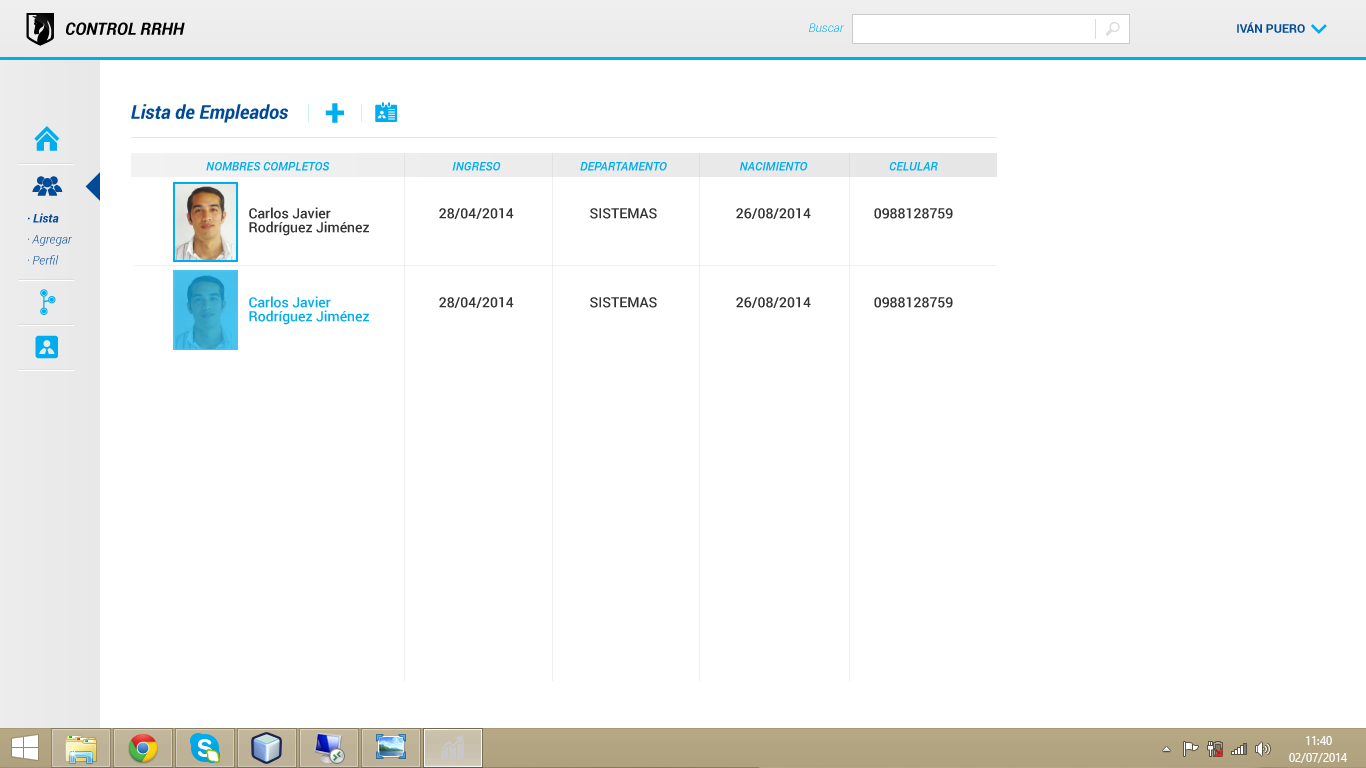 CONTROL RRHH
Buscar
IVÁN PUERO
Lista de Empleados
NOMBRES COMPLETOS INGRESO DEPARTAMENTO NACIMIENTO CELULAR
Carlos Javier
Rodríguez Jiménez
28/04/2014 SISTEMAS 26/08/2014 0988128759
Carlos Javier
Rodríguez Jiménez
28/04/2014 SISTEMAS 26/08/2014 0988128759
· Lista
· Agregar
· Perfil
11:40
02/07/2014